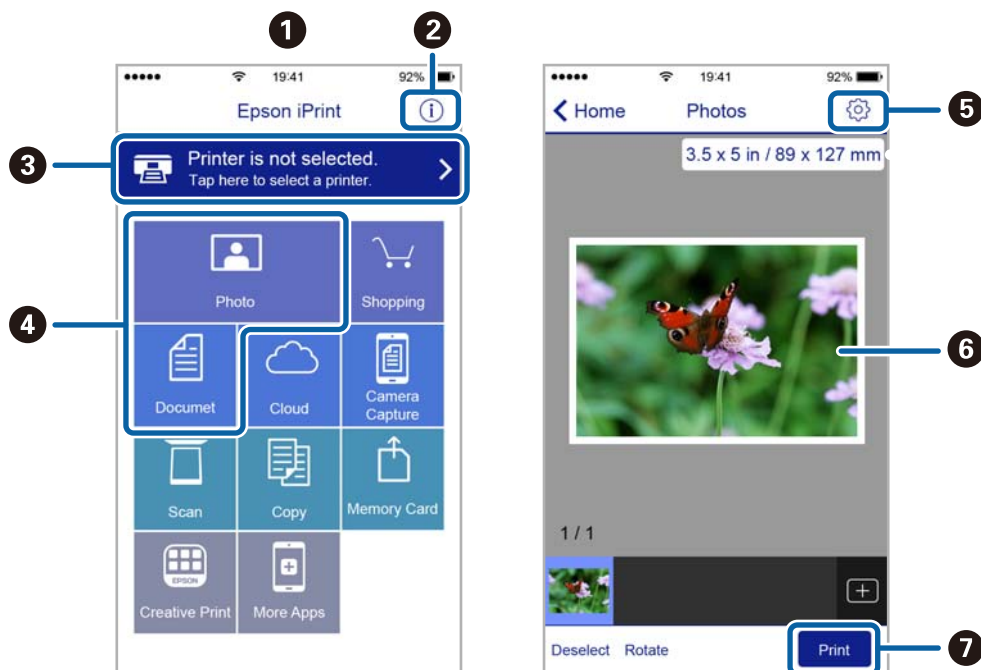 1
2
19:41
92%
Epson iPrint
i
3
Printer is not selected.
Tap here to select a printer.
4
Photo
Shopping
Documet
Cloud
Camera
Capture
Scan
Copy
Memory Card
EPSON
Creative Print
More Apps
19:41
92%
Home
Photos
5
3.5 x 5 in / 89 x 127 mm
6
1 / 1
Deselect
Rotate
Print
7